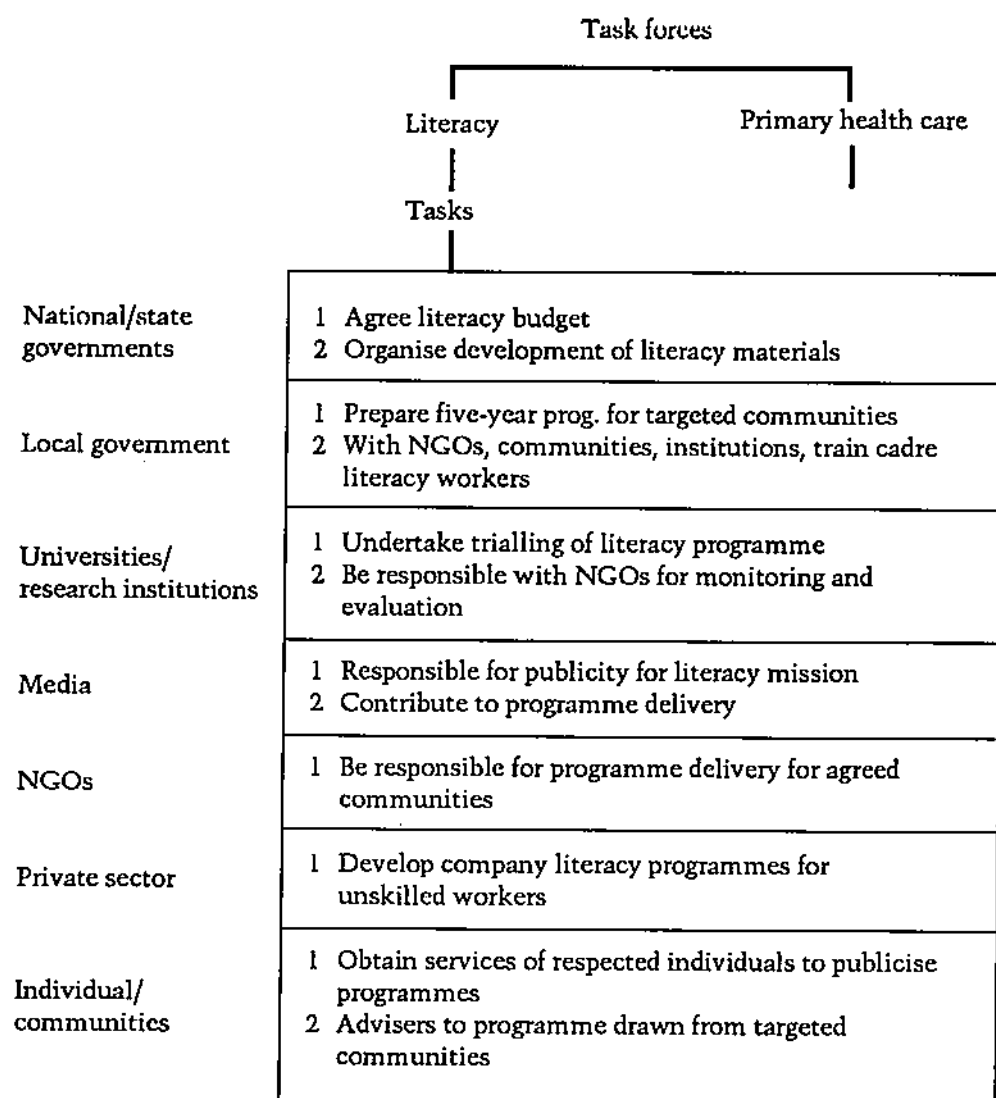 Task forces
Literacy
Primary health care
Tasks
National/state
governments
1 Agree literacy budget
2 Organise development of literacy materials
Local government
1 Prepare five-year prog. for targeted communities
2 With NGOs, communities, institutions, train cadre
literacy workers
Universities/
research institutions
1 Undertake trialling of literacy programme
2 Be responsible with NGOs for monitoring and
evaluation
Media
1 Responsible for publicity for literacy mission
2 Contribute to programme delivery
NGOs
1 Be responsible for programme delivery for agreed
communities
Private sector
1 Develop company literacy programmes for
unskilled workers
Individual/
communities
1 Obtain services of respected individuals to publicise
programmes
2 Advisers to programme drawn from targeted
communities